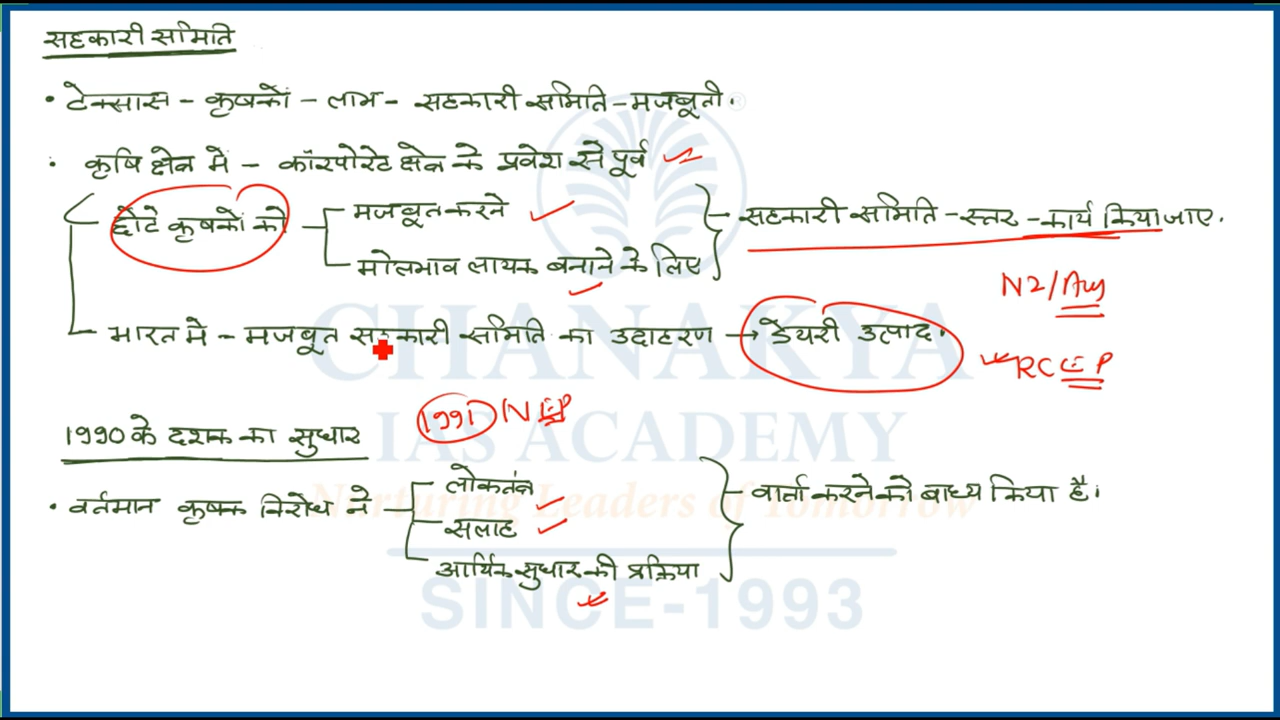 सहकारी समिति
• टेक्सास - कृषकों - लाभ - सहकारी समिति - मजबूती.
• कृषि क्षेत्र में - कॉरपोरेट क्षेत्र के प्रवेश से पूर्व
छोटे कृषकों को
मजबूत करने
मोलभाव लायक बनाने के लिए
सहकारी समिति - स्तर - कार्य किया जाए.
NZ/Aus
भारत में - मजबूत सहकारी समिति का उदाहरण → डेयरी उत्पाद.
RCEP
1991 NEP
1990 के दशक का सुधार
• वर्तमान कृषक विरोध ने
लोकतंत्र
सलाह
आर्थिक सुधार की प्रक्रिया
वार्ता करने को बाध्य किया है.
CHANAKYA
IAS ACADEMY
Nurturing Leaders of Tomorrow
SINCE-1993